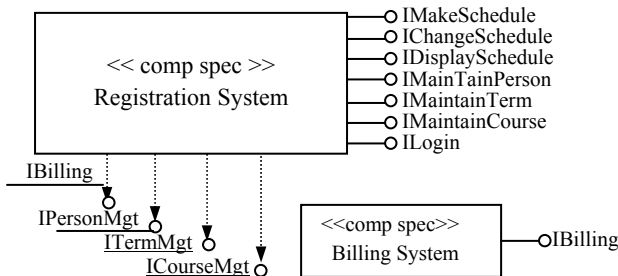 << comp spec >>
Registration System
IMakeSchedule
IChangeSchedule
IDisplaySchedule
IMainTainPerson
IMaintainTerm
IMaintainCourse
ILogin
IBilling
IPersonMgt
ITermMgt
ICourseMgt
<<comp spec>>
Billing System
IBilling